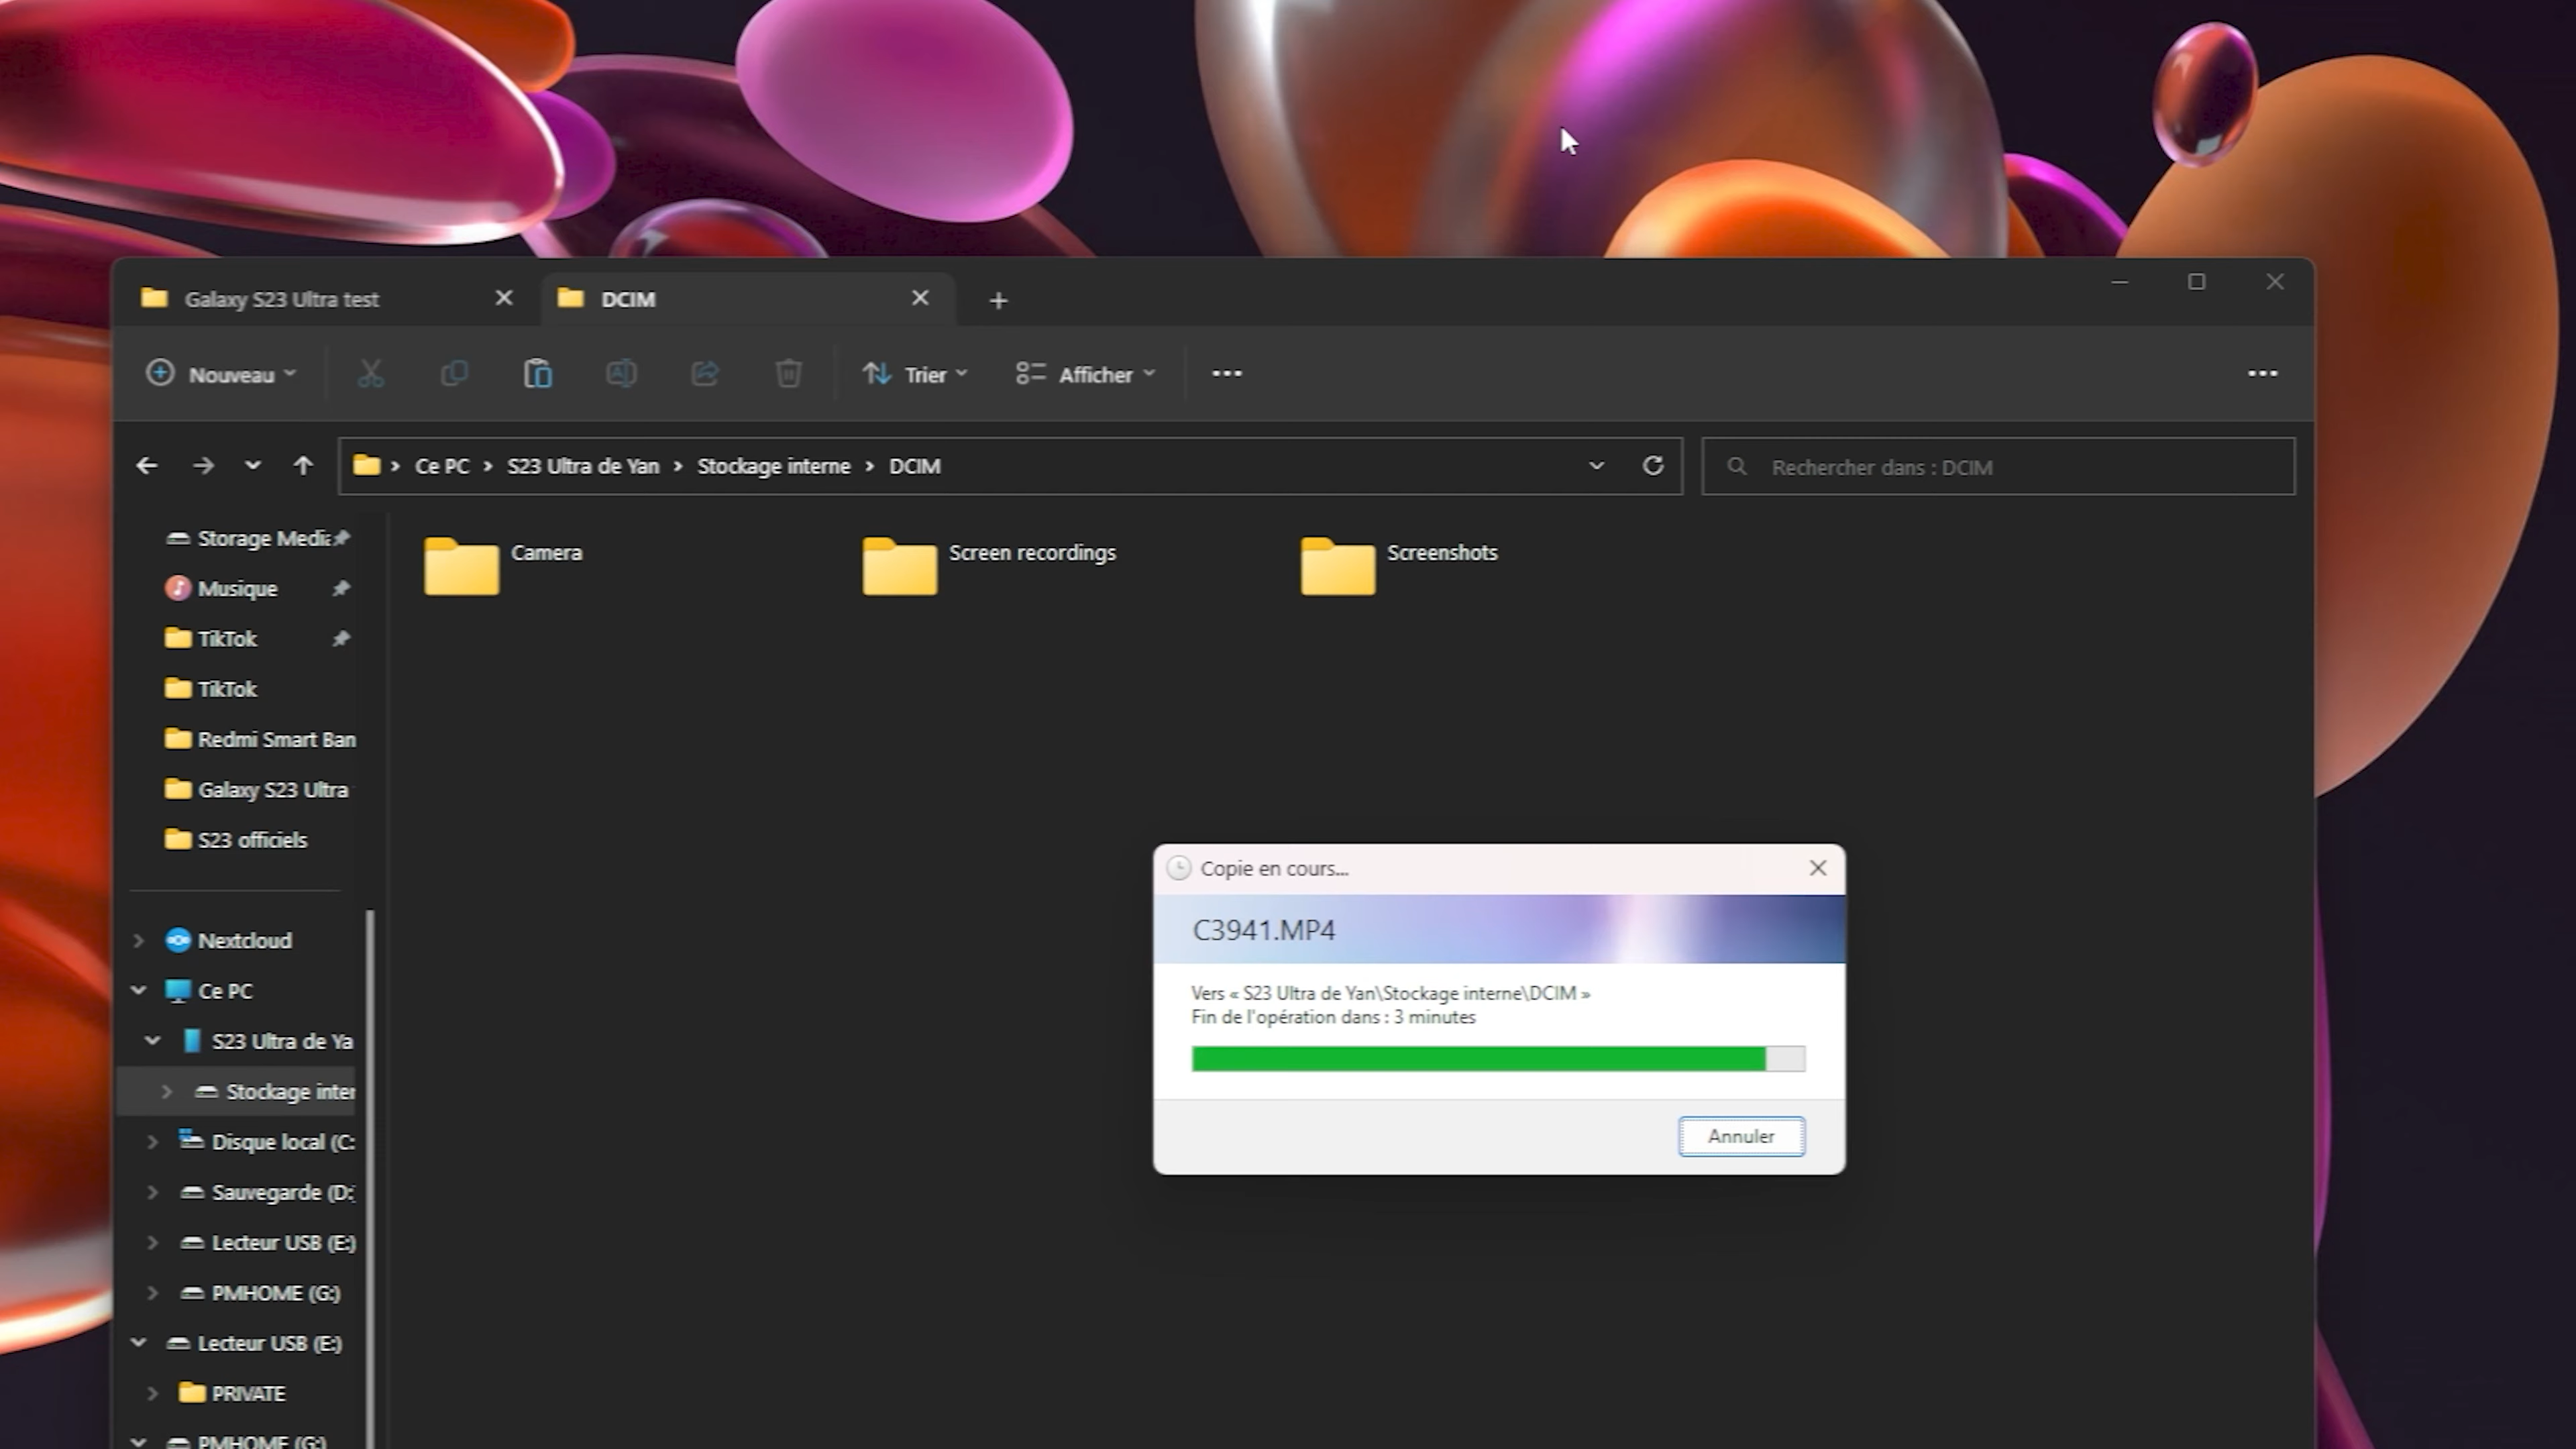 Galaxy S23 Ultra test
DCIM
Nouveau
Trier
Afficher
Ce PC > S23 Ultra de Yan > Stockage interne > DCIM
Rechercher dans : DCIM
Storage Media
Musique
TikTok
TikTok
Redmi Smart Ban
Galaxy S23 Ultra
S23 officiels
Nextcloud
Ce PC
S23 Ultra de Ya
Stockage inter
Disque local (C:
Sauvegarde (D:
Lecteur USB (E:)
PMHOME (G:)
Lecteur USB (E:)
PRIVATE
PMHOME (G:)
Camera
Screen recordings
Screenshots
Copie en cours...
C3941.MP4
Vers « S23 Ultra de Yan\Stockage interne\DCIM »
Fin de l'opération dans : 3 minutes
Annuler